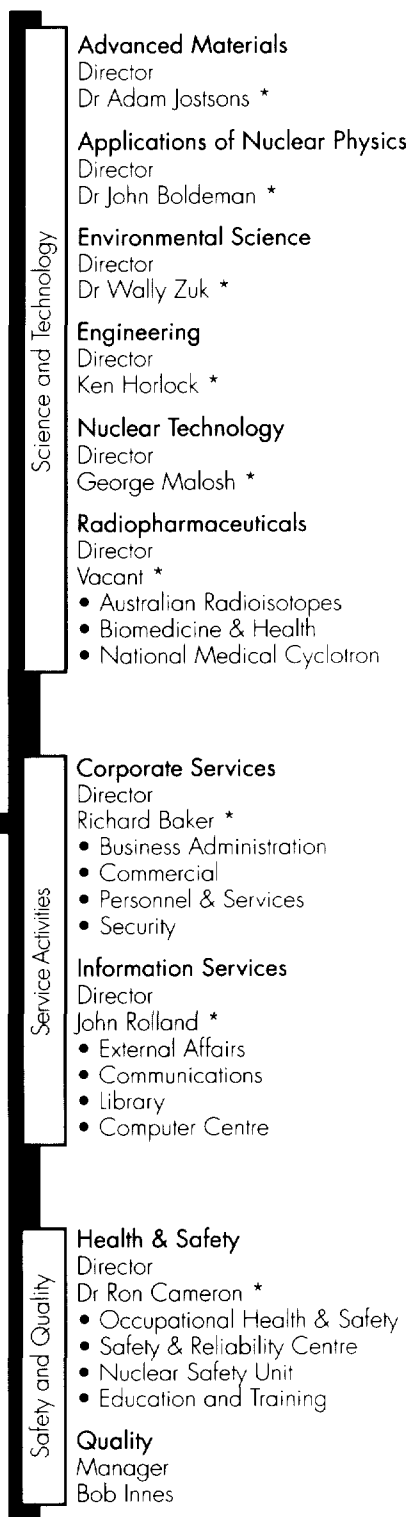 Science and Technology
Advanced Materials
Director
Dr Adam Jostsons *
Applications of Nuclear Physics
Director
Dr John Boldeman *
Environmental Science
Director
Dr Wally Zuk *
Engineering
Director
Ken Horlock *
Nuclear Technology
Director
George Malosh *
Radiopharmaceuticals
Director
Vacant *
• Australian Radioisotopes
• Biomedicine & Health
• National Medical Cyclotron
Service Activities
Corporate Services
Director
Richard Baker *
• Business Administration
• Commercial
• Personnel & Services
• Security
Information Services
Director
John Rolland *
• External Affairs
• Communications
• Library
• Computer Centre
Safety and Quality
Health & Safety
Director
Dr Ron Cameron *
• Occupational Health & Safety
• Safety & Reliability Centre
• Nuclear Safety Unit
• Education and Training
Quality
Manager
Bob Innes